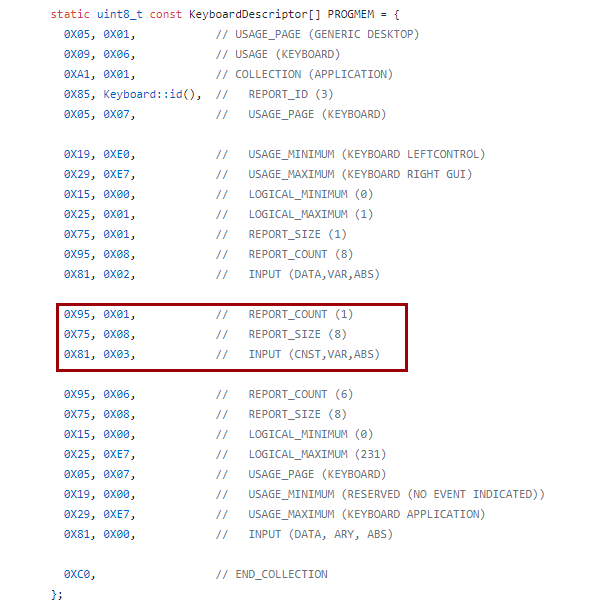 static uint8_t const KeyboardDescriptor[] PROGMEM = {
0X05, 0X01, // USAGE_PAGE (GENERIC DESKTOP)
0X09, 0X06, // USAGE (KEYBOARD)
0XA1, 0X01, // COLLECTION (APPLICATION)
0X85, Keyboard::id(), // REPORT_ID (3)
0X05, 0X07, // USAGE_PAGE (KEYBOARD)
0X19, 0XE0, // USAGE_MINIMUM (KEYBOARD LEFTCONTROL)
0X29, 0XE7, // USAGE_MAXIMUM (KEYBOARD RIGHT GUI)
0X15, 0X00, // LOGICAL_MINIMUM (0)
0X25, 0X01, // LOGICAL_MAXIMUM (1)
0X75, 0X01, // REPORT_SIZE (1)
0X95, 0X08, // REPORT_COUNT (8)
0X81, 0X02, // INPUT (DATA,VAR,ABS)
0X95, 0X01, // REPORT_COUNT (1)
0X75, 0X08, // REPORT_SIZE (8)
0X81, 0X03, // INPUT (CNST,VAR,ABS)
0X95, 0X06, // REPORT_COUNT (6)
0X75, 0X08, // REPORT_SIZE (8)
0X15, 0X00, // LOGICAL_MINIMUM (0)
0X25, 0XE7, // LOGICAL_MAXIMUM (231)
0X05, 0X07, // USAGE_PAGE (KEYBOARD)
0X19, 0X00, // USAGE_MINIMUM (RESERVED (NO EVENT INDICATED))
0X29, 0XE7, // USAGE_MAXIMUM (KEYBOARD APPLICATION)
0X81, 0X00, // INPUT (DATA, ARY, ABS)
0XC0, // END_COLLECTION
};